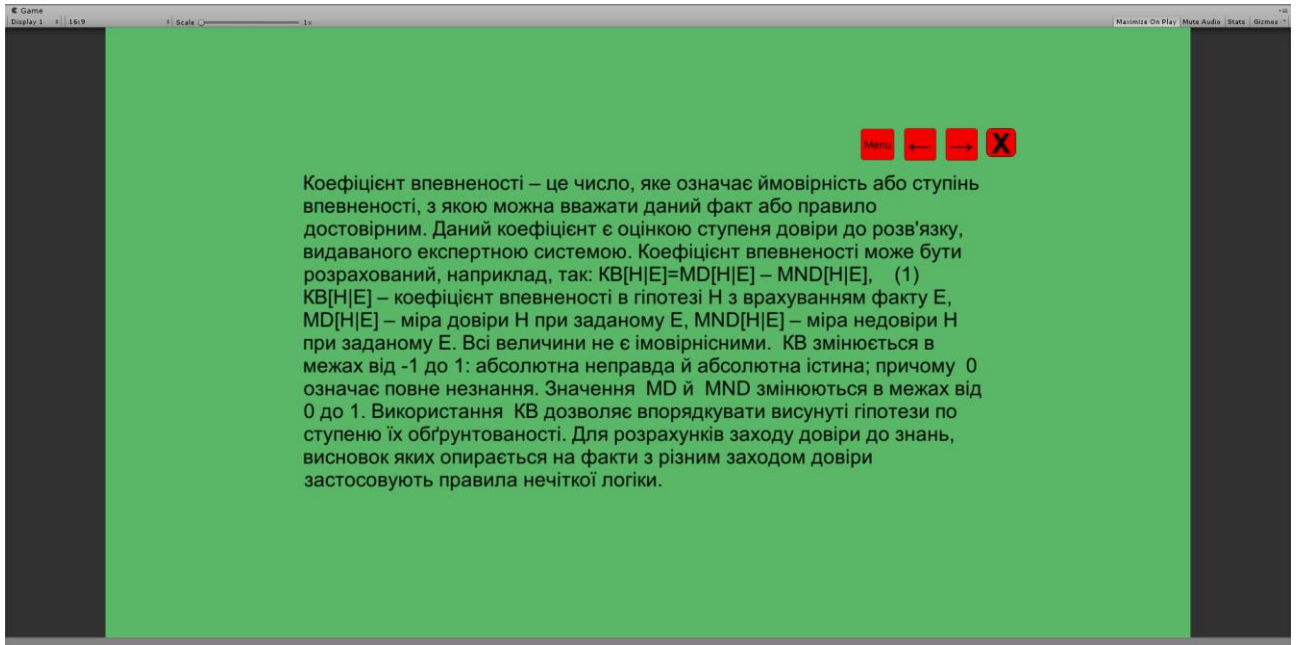 Game
Display 1 16:9 Scale 1x Maximize On Play Mute Audio Stats Gizmos
Menu ← → X
Коефіцієнт впевненості – це число, яке означає ймовірність або ступінь
впевненості, з якою можна вважати даний факт або правило
достовірним. Даний коефіцієнт є оцінкою ступеня довіри до розв'язку,
видаваного експертною системою. Коефіцієнт впевненості може бути
розрахований, наприклад, так: КВ[H|E]=MD[H|E] – MND[H|E], (1)
КВ[H|E] – коефіцієнт впевненості в гіпотезі Н з врахуванням факту Е,
MD[H|E] – міра довіри Н при заданому Е, MND[H|E] – міра недовіри Н
при заданому Е. Всі величини не є імовірнісними. КВ змінюється в
межах від -1 до 1: абсолютна неправда й абсолютна істина; причому 0
означає повне незнання. Значення MD й MND змінюються в межах від
0 до 1. Використання КВ дозволяє впорядкувати висунуті гіпотези по
ступеню їх обґрунтованості. Для розрахунків заходу довіри до знань,
висновок яких опирається на факти з різним заходом довіри
застосовують правила нечіткої логіки.